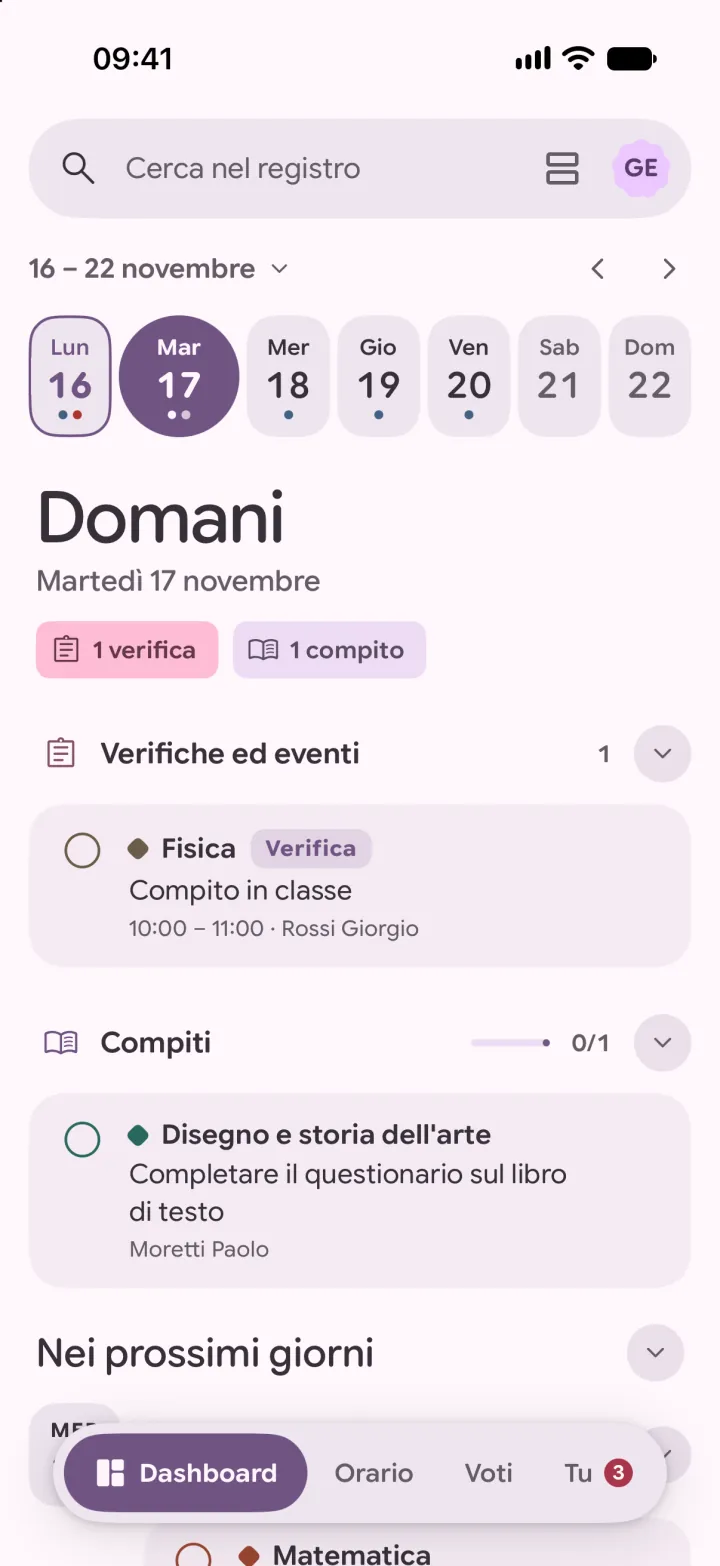 09:41
Cerca nel registro
GE
16 – 22 novembre
Lun Mar Mer Gio Ven Sab Dom
16 17 18 19 20 21 22
Domani
Martedì 17 novembre
1 verifica 1 compito
Verifiche ed eventi 1
Fisica Verifica
Compito in classe
10:00 – 11:00 · Rossi Giorgio
Compiti 0/1
Disegno e storia dell'arte
Completare il questionario sul libro
di testo
Moretti Paolo
Nei prossimi giorni
Dashboard Orario Voti Tu 3
Matematica